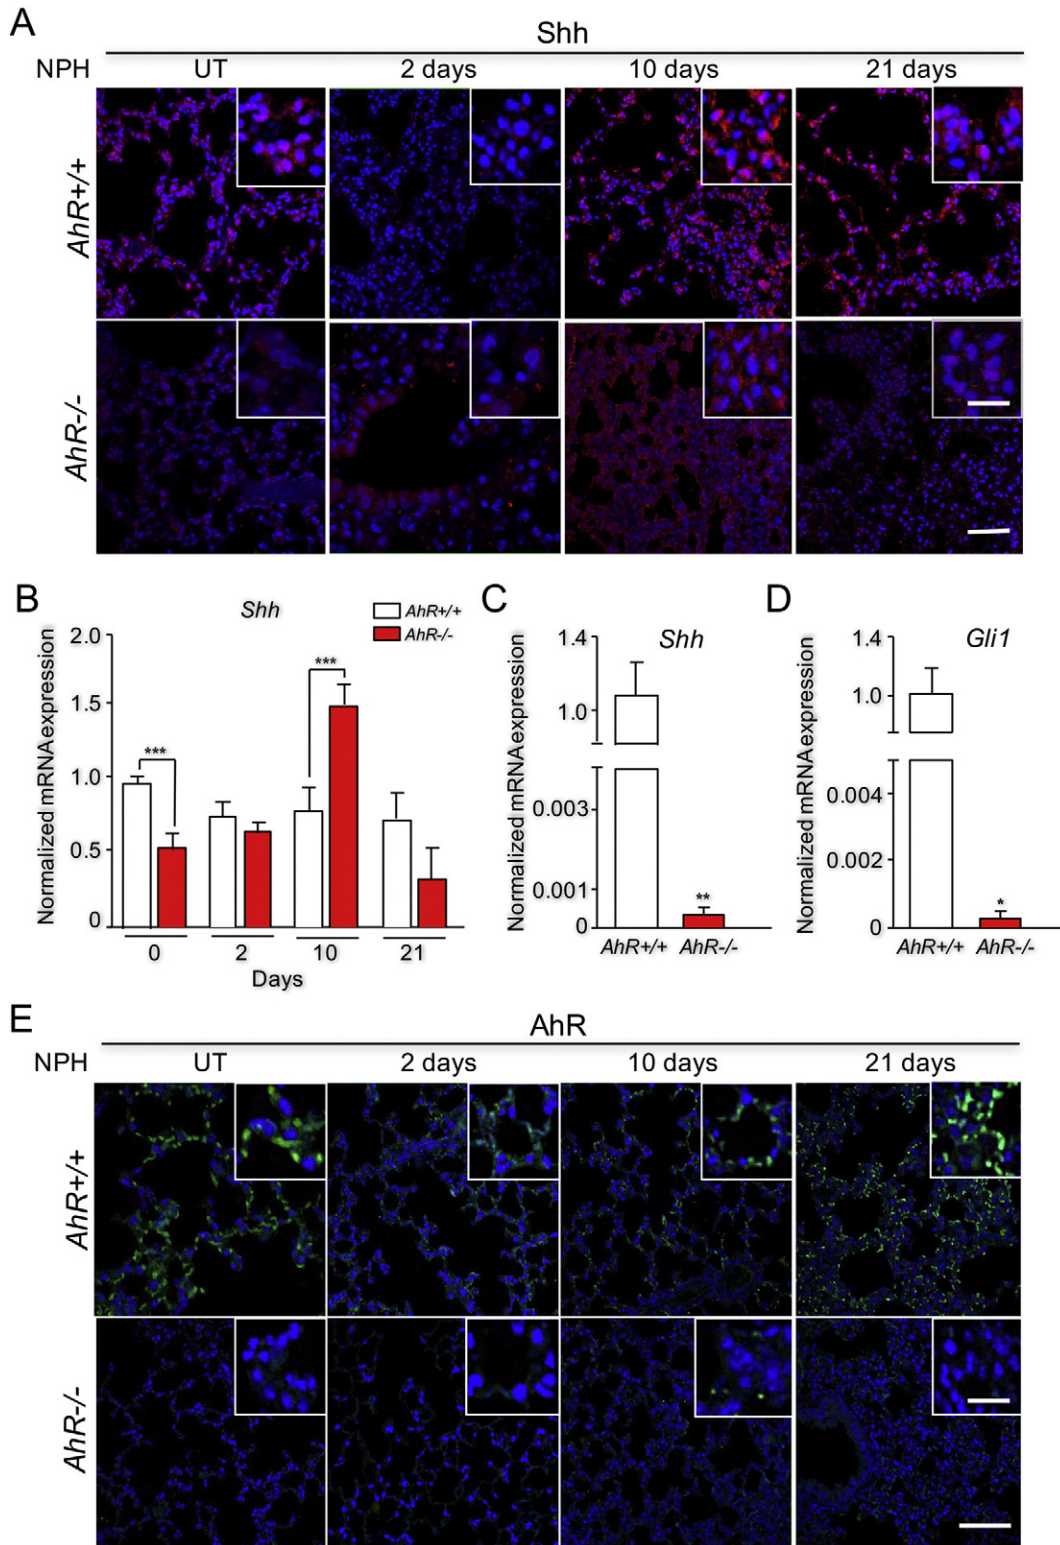 A
Shh
NPH UT 2 days 10 days 21 days
AhR+/+
AhR-/-
B
Shh
AhR+/+
AhR-/-
Normalized mRNA expression
2.0
1.5
1.0
0.5
0
***
***
0 2 10 21
Days
C
Shh
Normalized mRNA expression
1.4
1.0
0.003
0.001
0
**
AhR+/+ AhR-/-
D
Gli1
Normalized mRNA expression
1.4
1.0
0.004
0.002
0
*
AhR+/+ AhR-/-
E
AhR
NPH UT 2 days 10 days 21 days
AhR+/+
AhR-/-